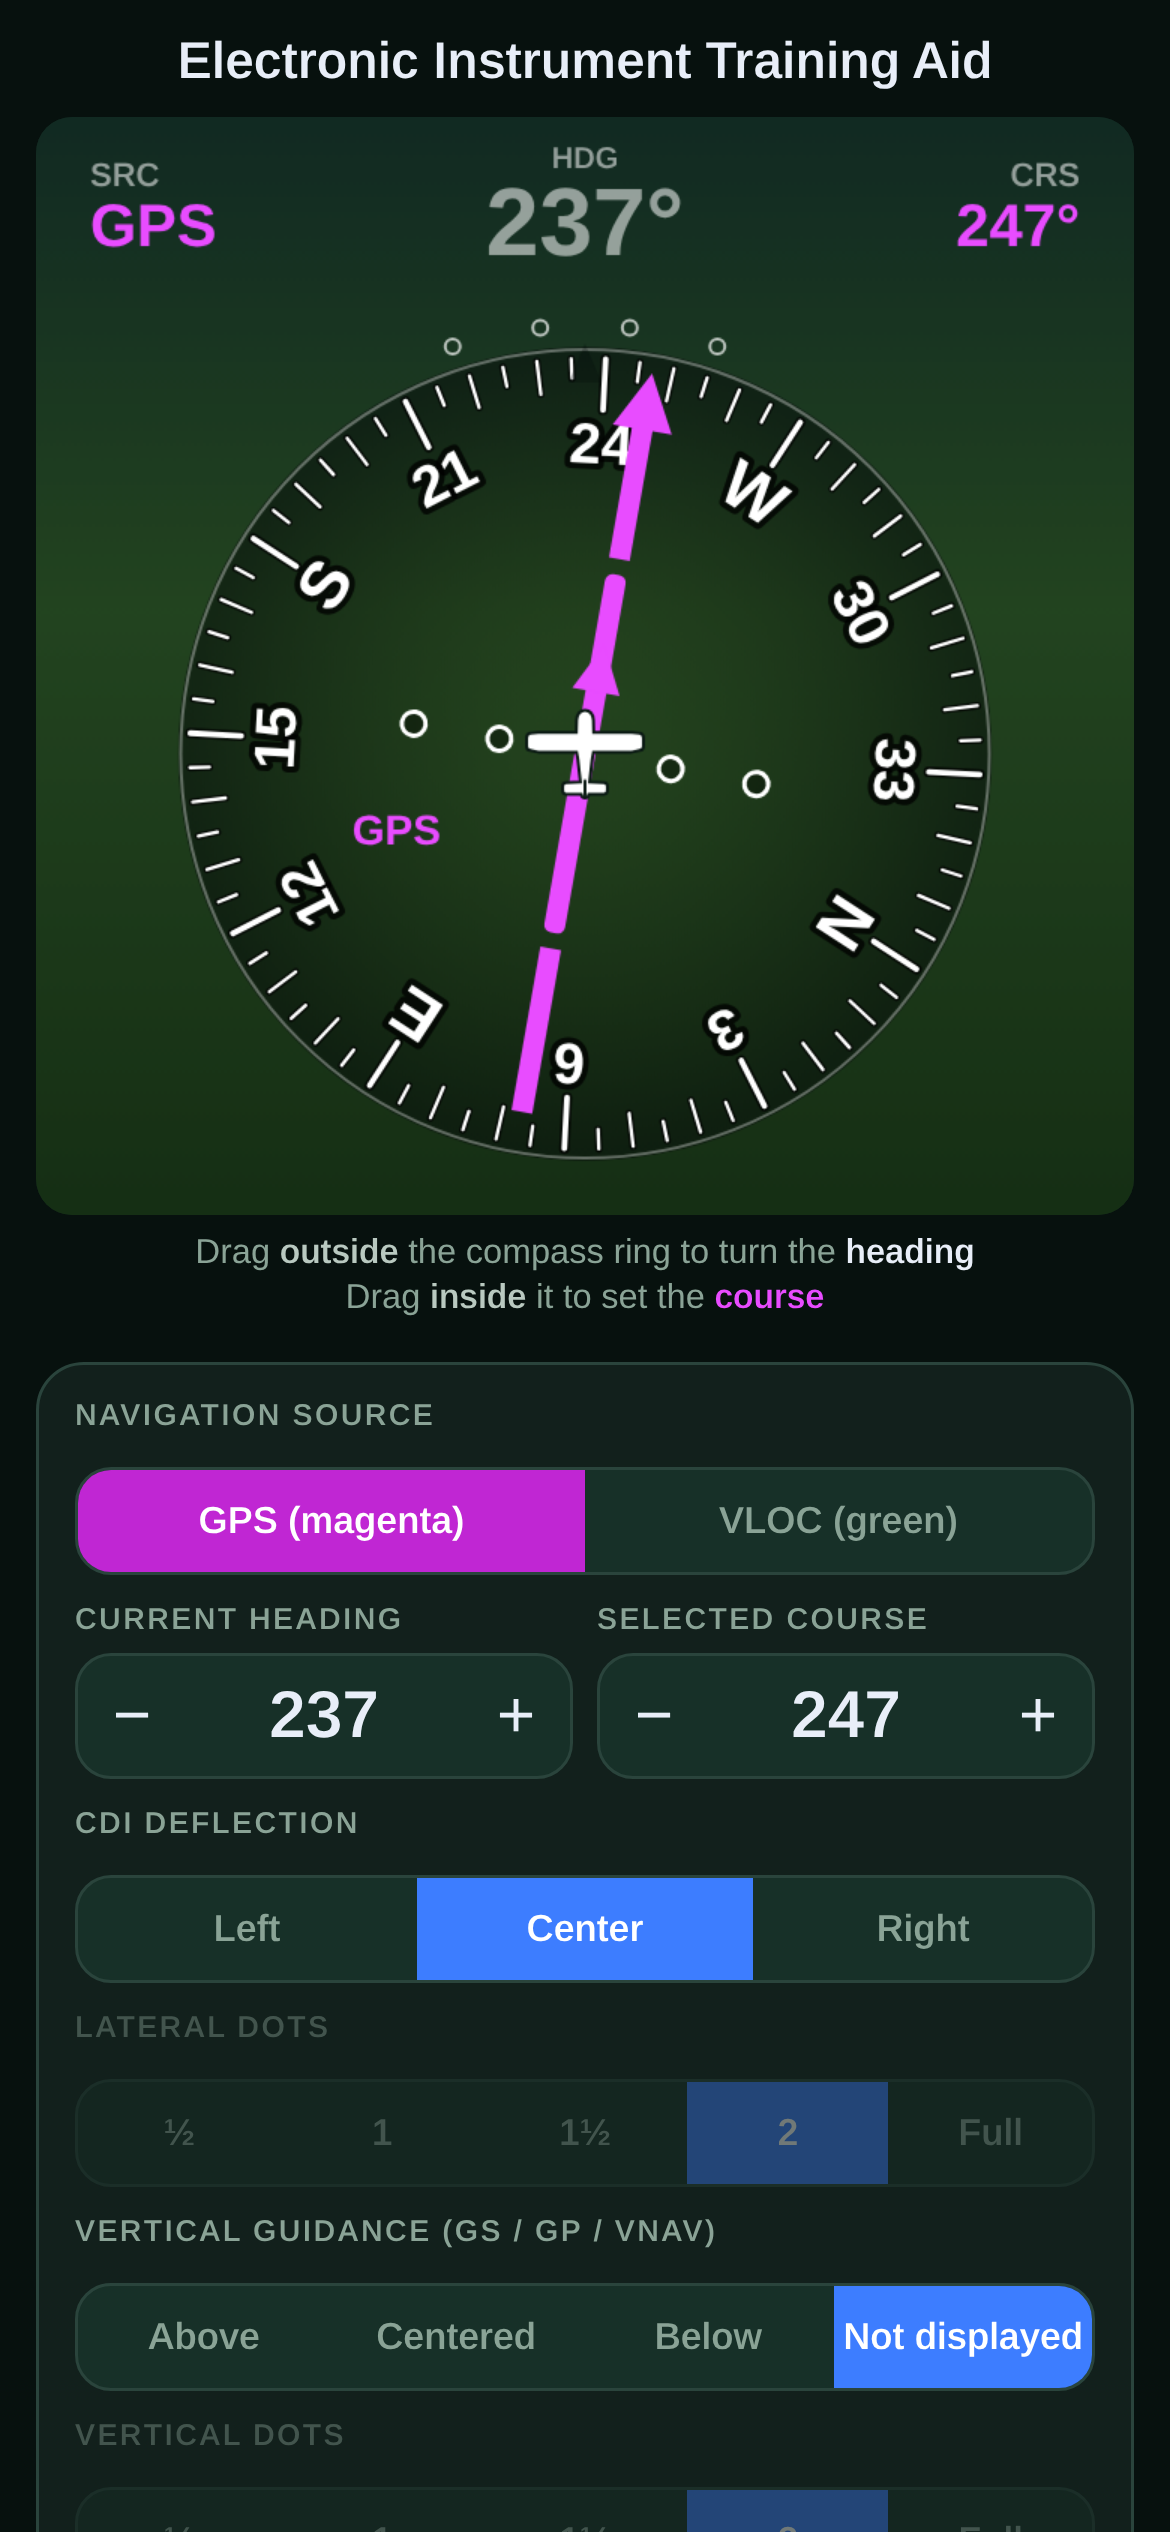 Electronic Instrument Training Aid
SRC
HDG
CRS
GPS
237°
247°
24
21
W
S
30
15
33
GPS
12
N
E
3
6
Drag outside the compass ring to turn the heading
Drag inside it to set the course
NAVIGATION SOURCE
GPS (magenta)
VLOC (green)
CURRENT HEADING
SELECTED COURSE
− 237 +
− 247 +
CDI DEFLECTION
Left
Center
Right
LATERAL DOTS
½
1
1½
2
Full
VERTICAL GUIDANCE (GS / GP / VNAV)
Above
Centered
Below
Not displayed
VERTICAL DOTS